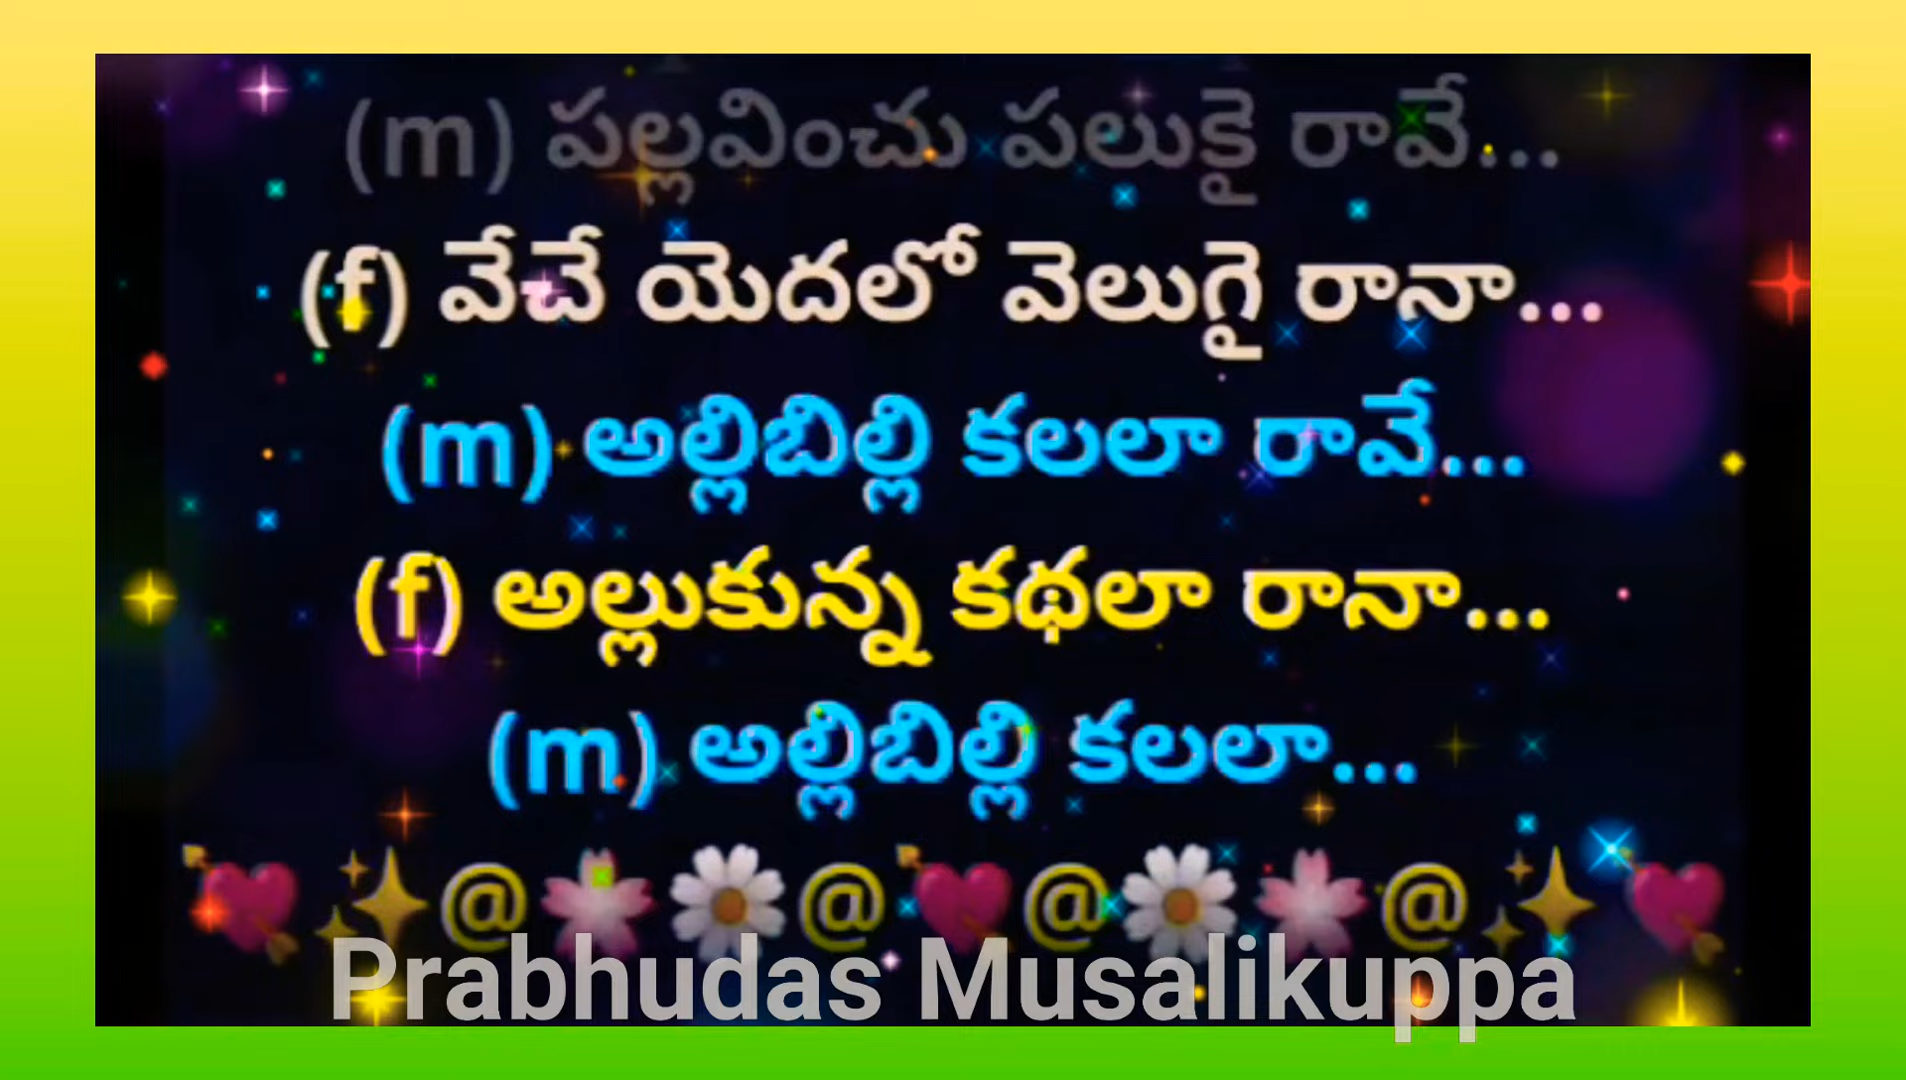 (m) పల్లవించు పలుకై రావే...
(f) వేచే యెదలో వెలుగై రానా...
(m) అల్లిబిల్లి కలలా రావే...
(f) అల్లుకున్న కథలా రానా...
(m) అల్లిబిల్లి కలలా...
@ @ @ @
Prabhudas Musalikuppa